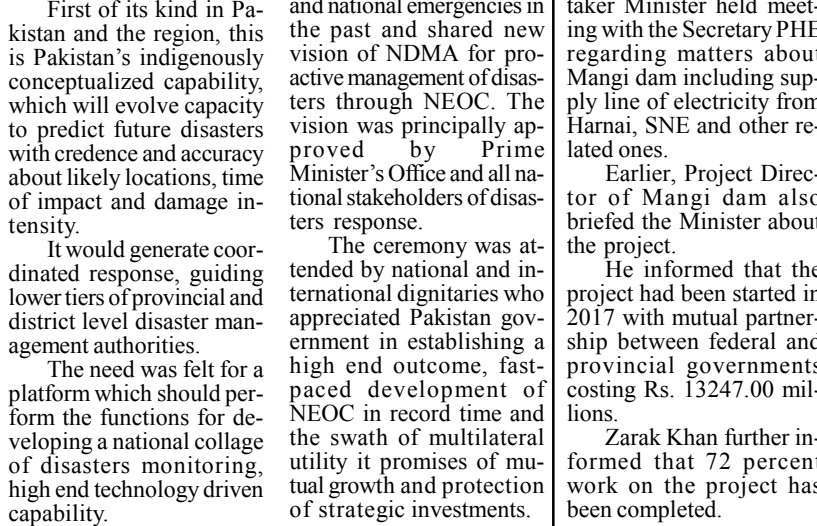 First of its kind in Pa-
kistan and the region, this
is Pakistan's indigenously
conceptualized capability,
which will evolve capacity
to predict future disasters
with credence and accuracy
about likely locations, time
of impact and damage in-
tensity.
It would generate coor-
dinated response, guiding
lower tiers of provincial and
district level disaster man-
agement authorities.
The need was felt for a
platform which should per-
form the functions for de-
veloping a national collage
of disasters monitoring,
high end technology driven
capability.
and national emergencies in
the past and shared new
vision of NDMA for pro-
active management of disas-
ters through NEOC. The
vision was principally ap-
proved by Prime
Minister's Office and all na-
tional stakeholders of disas-
ters response.
The ceremony was at-
tended by national and in-
ternational dignitaries who
appreciated Pakistan gov-
ernment in establishing a
high end outcome, fast-
paced development of
NEOC in record time and
the swath of multilateral
utility it promises of mu-
tual growth and protection
of strategic investments.
taker Minister held meet-
ing with the Secretary PHE
regarding matters about
Mangi dam including sup-
ply line of electricity from
Harnai, SNE and other re-
lated ones.
Earlier, Project Direc-
tor of Mangi dam also
briefed the Minister about
the project.
He informed that the
project had been started in
2017 with mutual partner-
ship between federal and
provincial governments
costing Rs. 13247.00 mil-
lions.
Zarak Khan further in-
formed that 72 percent
work on the project has
been completed.